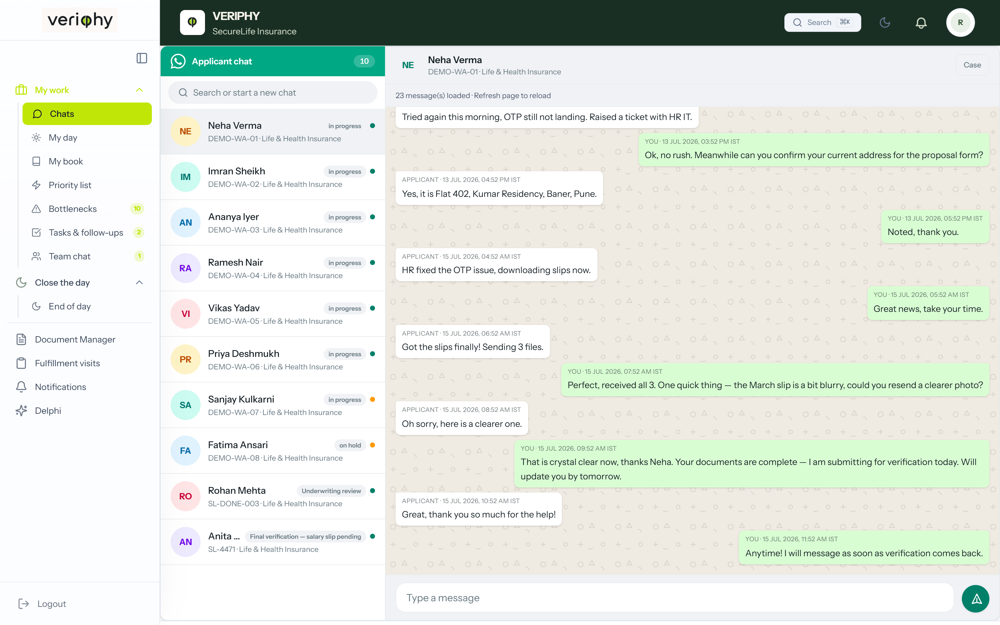 veriphy
VERIPHY
SecureLife Insurance
Search ⌘K
R
My work
Chats
My day
My book
Priority list
Bottlenecks 10
Tasks & follow-ups 2
Team chat 1
Close the day
End of day
Document Manager
Fulfillment visits
Notifications
Delphi
Logout
Applicant chat 10
Search or start a new chat
NE
Neha Verma in progress
DEMO-WA-01 · Life & Health Insurance
IM
Imran Sheikh in progress
DEMO-WA-02 · Life & Health Insurance
AN
Ananya Iyer in progress
DEMO-WA-03 · Life & Health Insurance
RA
Ramesh Nair in progress
DEMO-WA-04 · Life & Health Insurance
VI
Vikas Yadav in progress
DEMO-WA-05 · Life & Health Insurance
PR
Priya Deshmukh in progress
DEMO-WA-06 · Life & Health Insurance
SA
Sanjay Kulkarni in progress
DEMO-WA-07 · Life & Health Insurance
FA
Fatima Ansari on hold
DEMO-WA-08 · Life & Health Insurance
RO
Rohan Mehta Underwriting review
SL-DONE-003 · Life & Health Insurance
AN
Anita ... Final verification — salary slip pending
SL-4471 · Life & Health Insurance
NE
Neha Verma
DEMO-WA-01 · Life & Health Insurance
Case
23 message(s) loaded · Refresh page to reload
Tried again this morning, OTP still not landing. Raised a ticket with HR IT.
YOU · 13 JUL 2026, 03:52 PM IST
Ok, no rush. Meanwhile can you confirm your current address for the proposal form?
APPLICANT · 13 JUL 2026, 04:52 PM IST
Yes, it is Flat 402, Kumar Residency, Baner, Pune.
YOU · 13 JUL 2026, 05:52 PM IST
Noted, thank you.
APPLICANT · 15 JUL 2026, 04:52 AM IST
HR fixed the OTP issue, downloading slips now.
YOU · 15 JUL 2026, 05:52 AM IST
Great news, take your time.
APPLICANT · 15 JUL 2026, 06:52 AM IST
Got the slips finally! Sending 3 files.
YOU · 15 JUL 2026, 07:52 AM IST
Perfect, received all 3. One quick thing — the March slip is a bit blurry, could you resend a clearer photo?
APPLICANT · 15 JUL 2026, 08:52 AM IST
Oh sorry, here is a clearer one.
YOU · 15 JUL 2026, 09:52 AM IST
That is crystal clear now, thanks Neha. Your documents are complete — I am submitting for verification today. Will
update you by tomorrow.
APPLICANT · 15 JUL 2026, 10:52 AM IST
Great, thank you so much for the help!
YOU · 15 JUL 2026, 11:52 AM IST
Anytime! I will message as soon as verification comes back.
Type a message